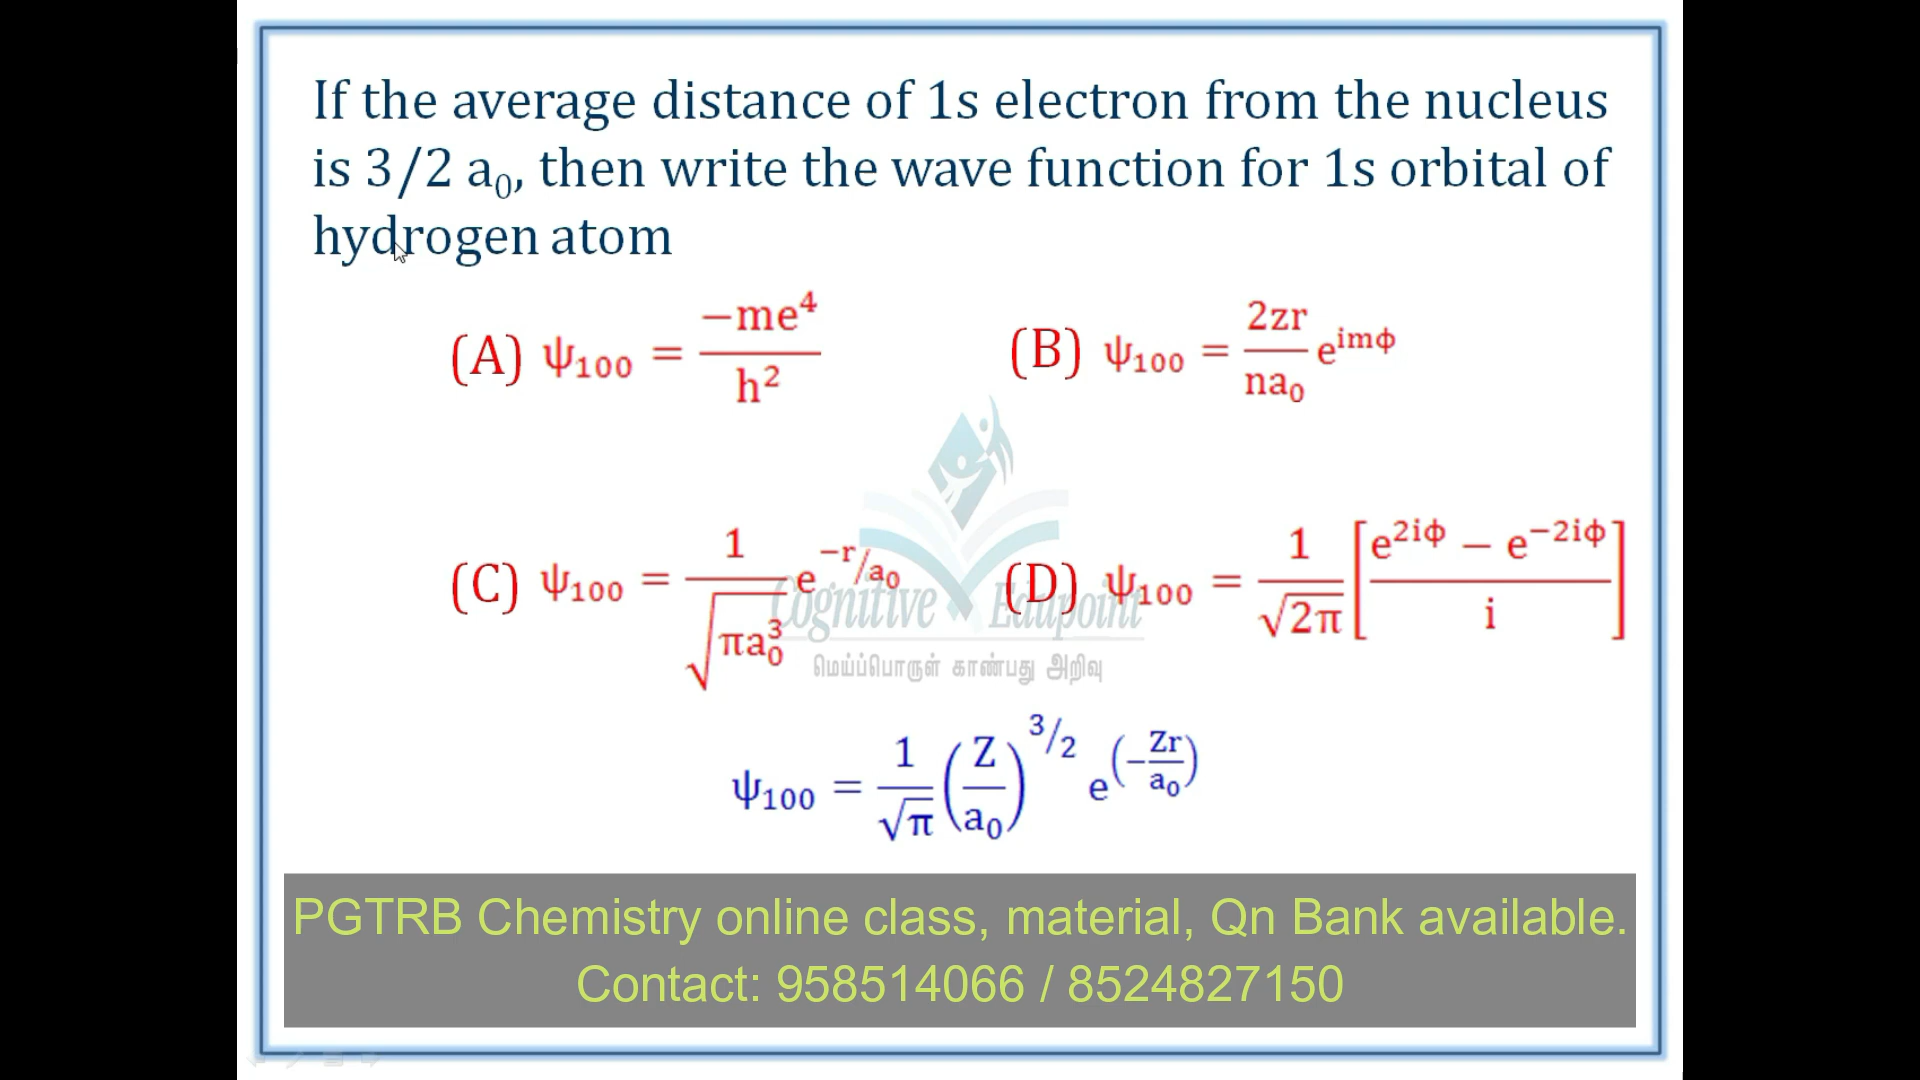 If the average distance of 1s electron from the nucleus
is 3/2 a₀, then write the wave function for 1s orbital of
hydrogen atom
(A) ψ₁₀₀ = −me⁴/h²
(B) ψ₁₀₀ = 2zr/na₀ e^(imϕ)
(C) ψ₁₀₀ = 1/√(πa₀³) e^(−r/a₀)
(D) ψ₁₀₀ = 1/√(2π) [(e^(2iϕ) − e^(−2iϕ))/i]
Cognitive Edupoint
மெய்ப்பொருள் காண்பது அறிவு
ψ₁₀₀ = 1/√π (Z/a₀)^(3/2) e^(−Zr/a₀)
PGTRB Chemistry online class, material, Qn Bank available.
Contact: 958514066 / 8524827150